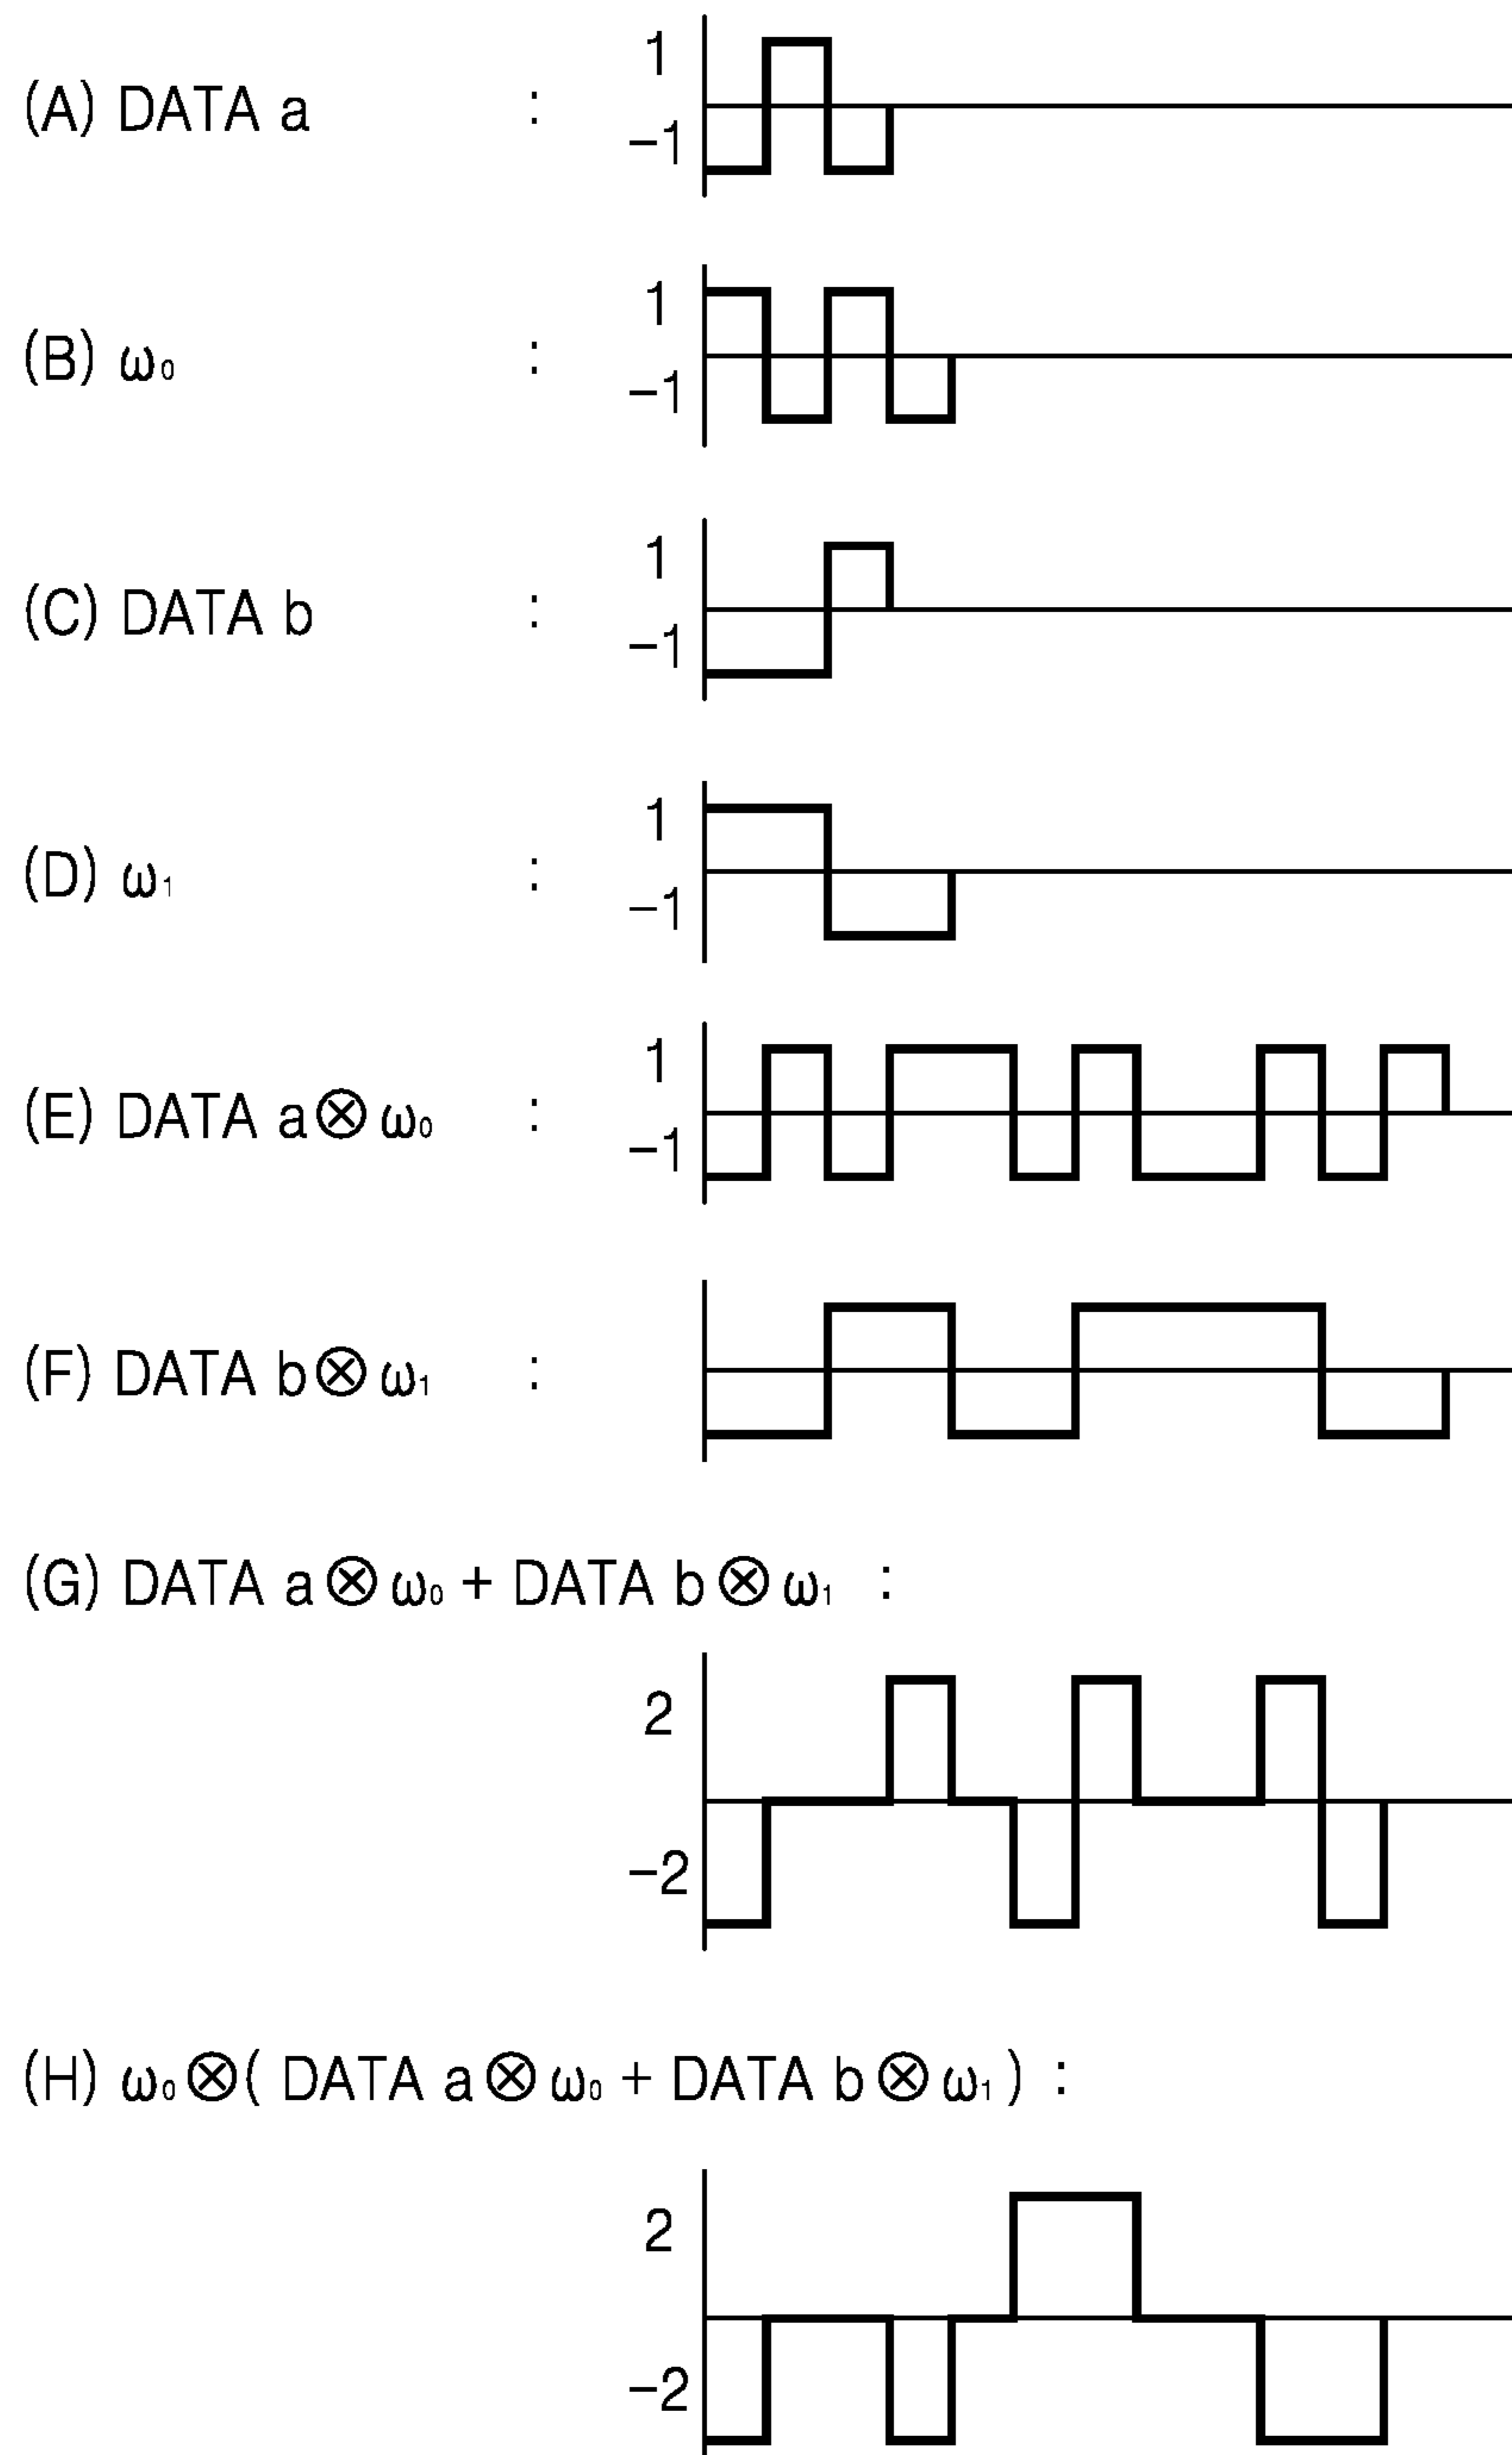 (A) DATA a :
1
−1
(B) ω₀ :
1
−1
(C) DATA b :
1
−1
(D) ω₁ :
1
−1
(E) DATA a⊗ω₀ :
1
−1
(F) DATA b⊗ω₁ :
(G) DATA a⊗ω₀ + DATA b⊗ω₁ :
2
−2
(H) ω₀⊗( DATA a⊗ω₀ + DATA b⊗ω₁ ) :
2
−2